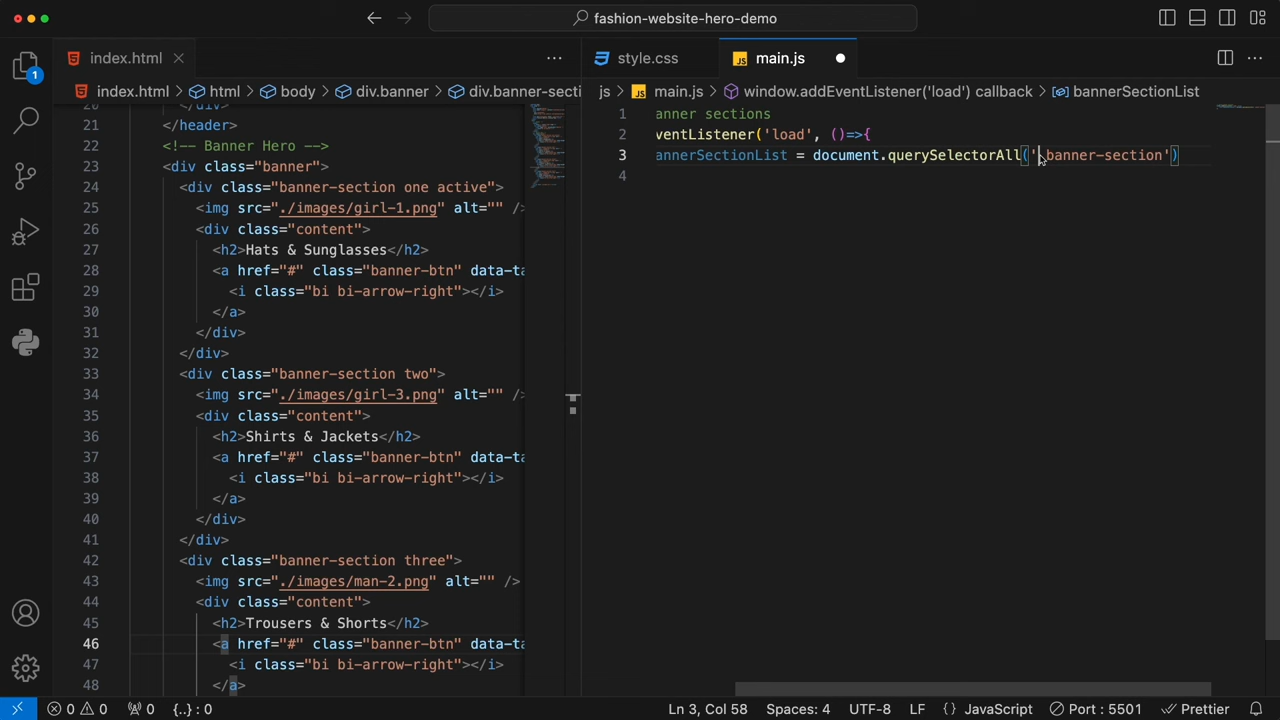 fashion-website-hero-demo
index.html
style.css
main.js
index.html > html > body > div.banner > div.banner-secti
js > main.js > window.addEventListener('load') callback > bannerSectionList
1
20 </div>
21 </header>
22 <!-- Banner Hero -->
23 <div class="banner">
24 <div class="banner-section one active">
25 <img src="./images/girl-1.png" alt="" />
26 <div class="content">
27 <h2>Hats & Sunglasses</h2>
28 <a href="#" class="banner-btn" data-ta
29 <i class="bi bi-arrow-right"></i>
30 </a>
31 </div>
32 </div>
33 <div class="banner-section two">
34 <img src="./images/girl-3.png" alt="" />
35 <div class="content">
36 <h2>Shirts & Jackets</h2>
37 <a href="#" class="banner-btn" data-ta
38 <i class="bi bi-arrow-right"></i>
39 </a>
40 </div>
41 </div>
42 <div class="banner-section three">
43 <img src="./images/man-2.png" alt="" />
44 <div class="content">
45 <h2>Trousers & Shorts</h2>
46 <a href="#" class="banner-btn" data-ta
47 <i class="bi bi-arrow-right"></i>
48 </a>
1 anner sections
2 ventListener('load', ()=>{
3 annerSectionList = document.querySelectorAll('.banner-section')
4
0 0 0 {..} : 0 Ln 3, Col 58 Spaces: 4 UTF-8 LF {} JavaScript Port : 5501 Prettier